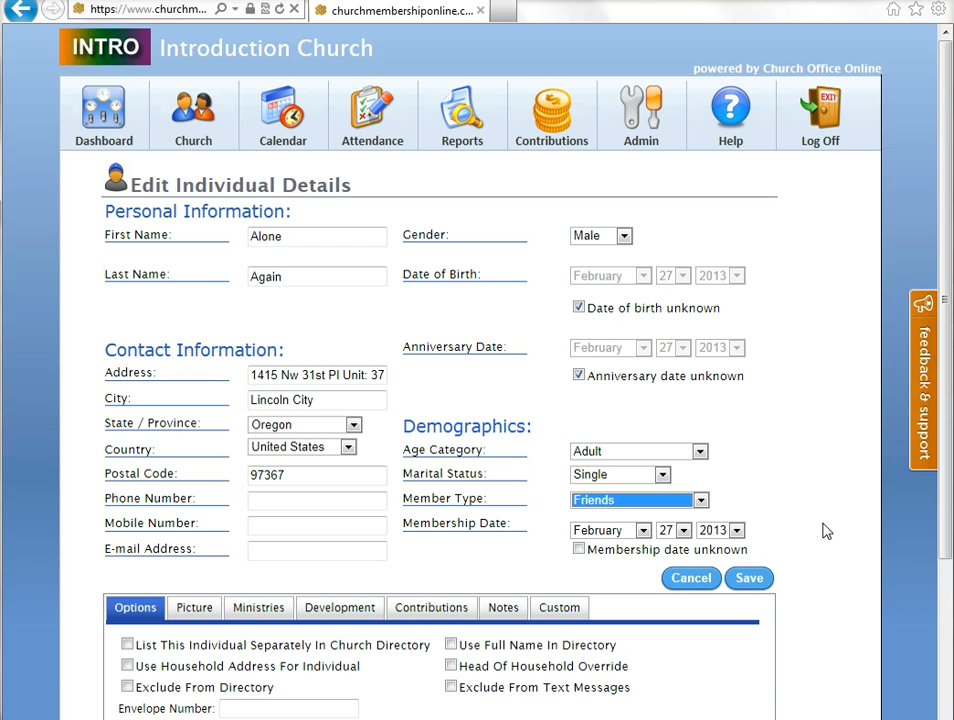 https://www.churchm...
churchmembershiponline.c...
INTRO Introduction Church
powered by Church Office Online
Dashboard Church Calendar Attendance Reports Contributions Admin Help Log Off
EXIT
Edit Individual Details
Personal Information:
First Name: Alone Gender: Male
Last Name: Again Date of Birth: February 27 2013
Date of birth unknown
Contact Information: Anniversary Date: February 27 2013
Address: 1415 Nw 31st Pl Unit: 37 Anniversary date unknown
City: Lincoln City
State / Province: Oregon Demographics:
Country: United States Age Category: Adult
Postal Code: 97367 Marital Status: Single
Phone Number: Member Type: Friends
Mobile Number: Membership Date: February 27 2013
E-mail Address: Membership date unknown
Cancel Save
Options Picture Ministries Development Contributions Notes Custom
List This Individual Separately In Church Directory Use Full Name In Directory
Use Household Address For Individual Head Of Household Override
Exclude From Directory Exclude From Text Messages
Envelope Number:
feedback & support